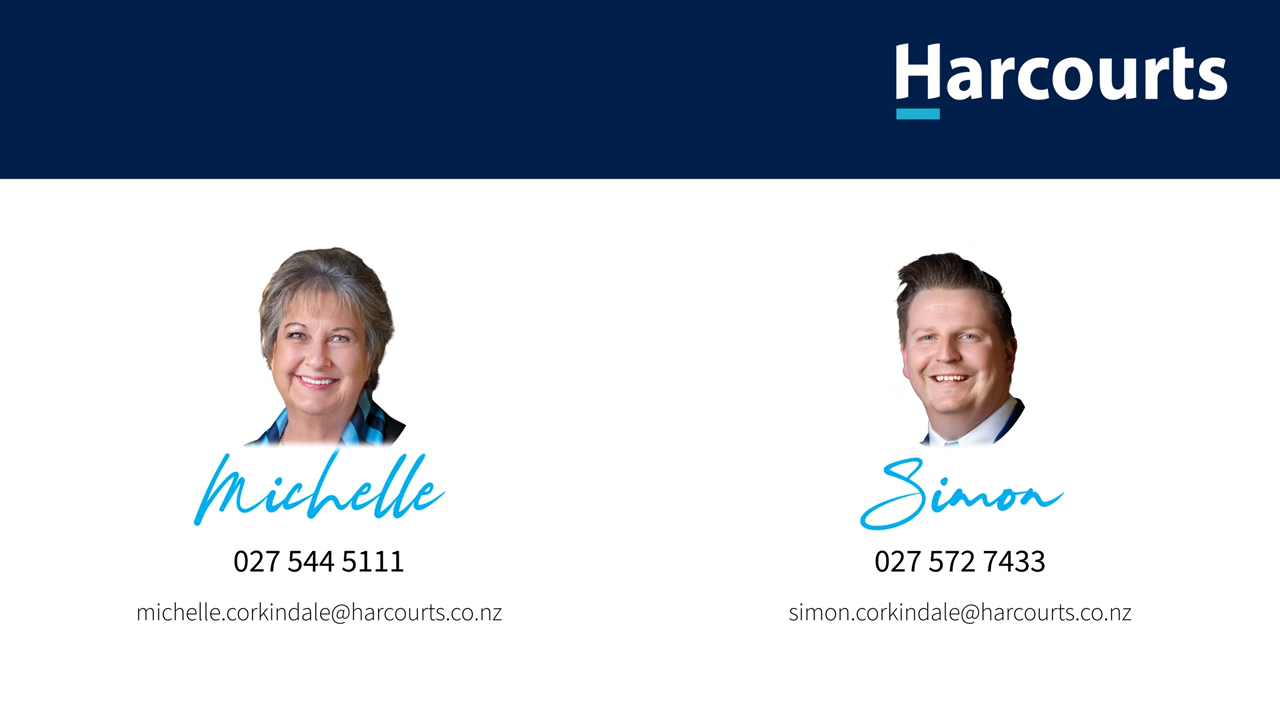 Harcourts
Michelle
027 544 5111
michelle.corkindale@harcourts.co.nz
Simon
027 572 7433
simon.corkindale@harcourts.co.nz